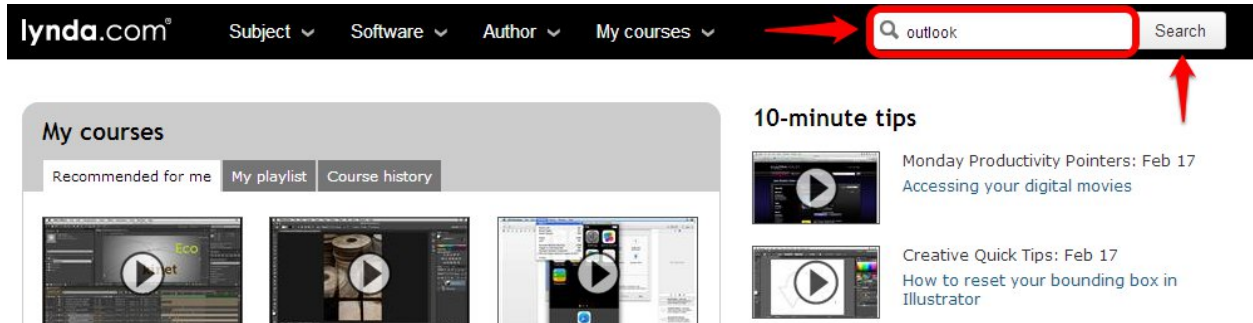 lynda.com® Subject Software Author My courses outlook Search
My courses
Recommended for me My playlist Course history
10-minute tips
Monday Productivity Pointers: Feb 17
Accessing your digital movies
Creative Quick Tips: Feb 17
How to reset your bounding box in
Illustrator
Eco